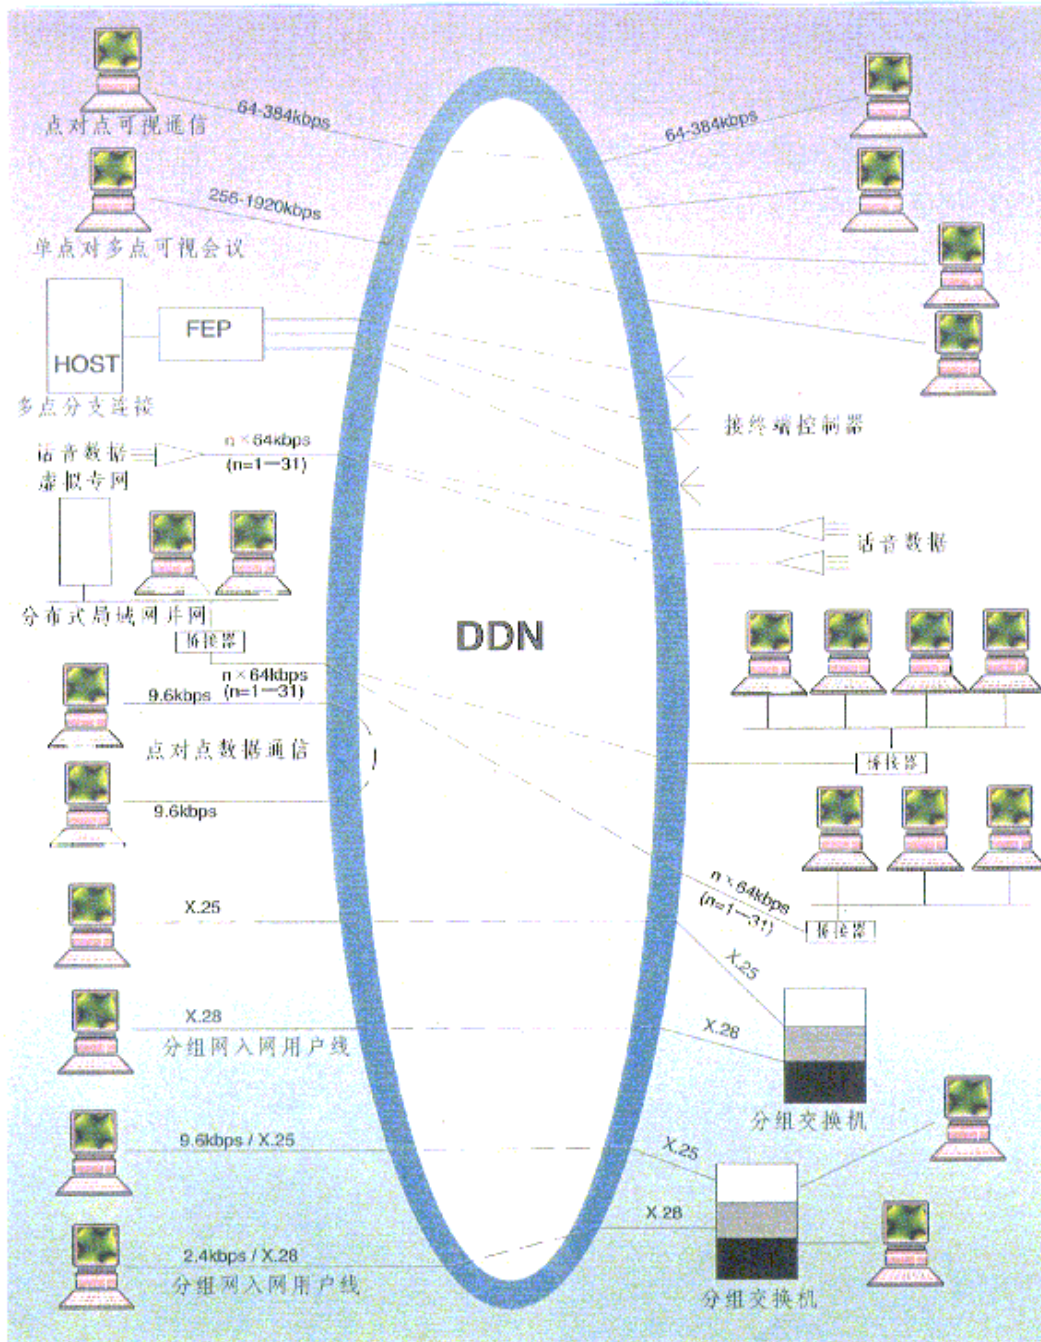 64-384kbps
64-384kbps
点对点可视通信
256-1920kbps
单点对多点可视会议
FEP
HOST
多点分支连接
接终端控制器
话音数据
n×64kbps
(n=1—31)
虚拟专网
话音数据
分布式局域网并网
桥接器
DDN
n×64kbps
(n=1—31)
9.6kbps
点对点数据通信
桥接器
9.6kbps
n×64kbps
(n=1—31)
桥接器
X.25
X.25
X.28
X.28
分组网入网用户线
分组交换机
9.6kbps / X.25
X.25
X 28
2.4kbps / X.28
分组网入网用户线
分组交换机